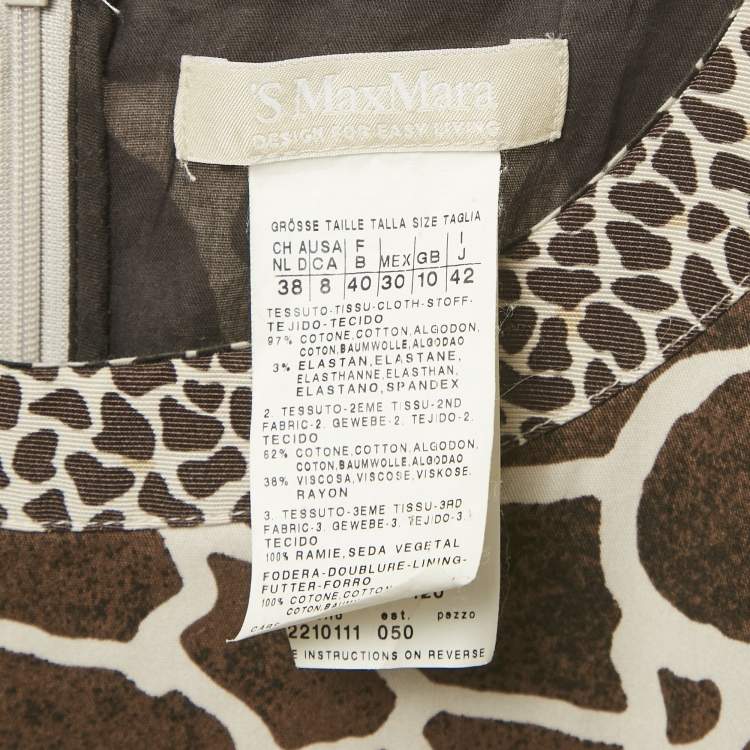 'S MaxMara
DESIGN FOR EASY LIVING
GRÖSSE TAILLE TALLA SIZE TAGLIA
CH AUSA F I
NL D CA B MEX GB J
38 8 40 30 10 42
TESSUTO-TISSU-CLOTH-STOFF-
TEJIDO-TECIDO
97% COTONE,COTTON,ALGODON,
COTON,BAUMWOLLE,ALGODAO
3% ELASTAN,ELASTANE,
ELASTHANNE,ELASTHAN,
ELASTANO,SPANDEX
2. TESSUTO-2EME TISSU-2ND
FABRIC-2. GEWEBE-2. TEJIDO-2.
TECIDO
62% COTONE,COTTON,ALGODON,
COTON,BAUMWOLLE,ALGODAO
38% VISCOSA,VISCOSE,VISKOSE,
RAYON
3. TESSUTO-3EME TISSU-3RD
FABRIC-3. GEWEBE-3. TEJIDO-3.
TECIDO
100% RAMIE,SEDA VEGETAL
FODERA-DOUBLURE-LINING-
FUTTER-FORRO
100% COTONE,COTTON,
COTON,BAUMW
CARE
est. pezzo
2210111 050
E INSTRUCTIONS ON REVERSE